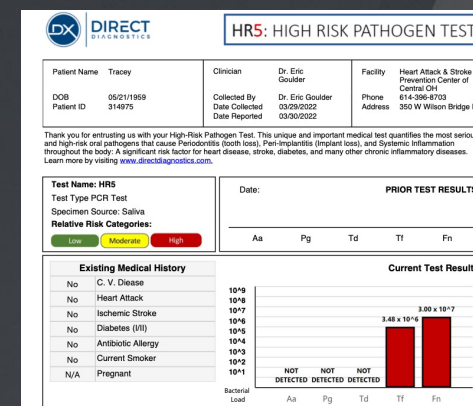 DX DIRECT
DIAGNOSTICS
HR5: HIGH RISK PATHOGEN TEST
Patient Name Tracey
DOB 05/21/1959
Patient ID 314975
Clinician Dr. Eric
Goulder
Collected By Dr. Eric Goulder
Date Collected 03/29/2022
Date Reported 03/30/2022
Facility Heart Attack & Stroke
Prevention Center of
Central OH
Phone 614-396-8703
Address 350 W Wilson Bridge
Thank you for entrusting us with your High-Risk Pathogen Test. This unique and important medical test quantifies the most
and high-risk oral pathogens that cause Periodontitis (tooth loss), Peri-Implantitis (Implant loss), and Systemic Inflammation
throughout the body: A significant risk factor for heart disease, stroke, diabetes, and many other chronic inflammatory diseases.
Learn more by visiting www.directdiagnostics.com.
Test Name: HR5
Test Type PCR Test
Specimen Source: Saliva
Relative Risk Categories:
Low Moderate High
Date: PRIOR TEST RESULTS
Aa Pg Td Tf Fn
Existing Medical History
No C. V. Diease
No Heart Attack
No Ischemic Stroke
No Diabetes (I/II)
No Antibiotic Allergy
No Current Smoker
N/A Pregnant
Current Test Result
10^9
10^8
10^7
10^6
10^5
10^4
10^3
10^2
10^1
3.48 x 10^6 3.00 x 10^7
NOT NOT NOT
DETECTED DETECTED DETECTED
Bacterial
Load Aa Pg Td Tf Fn